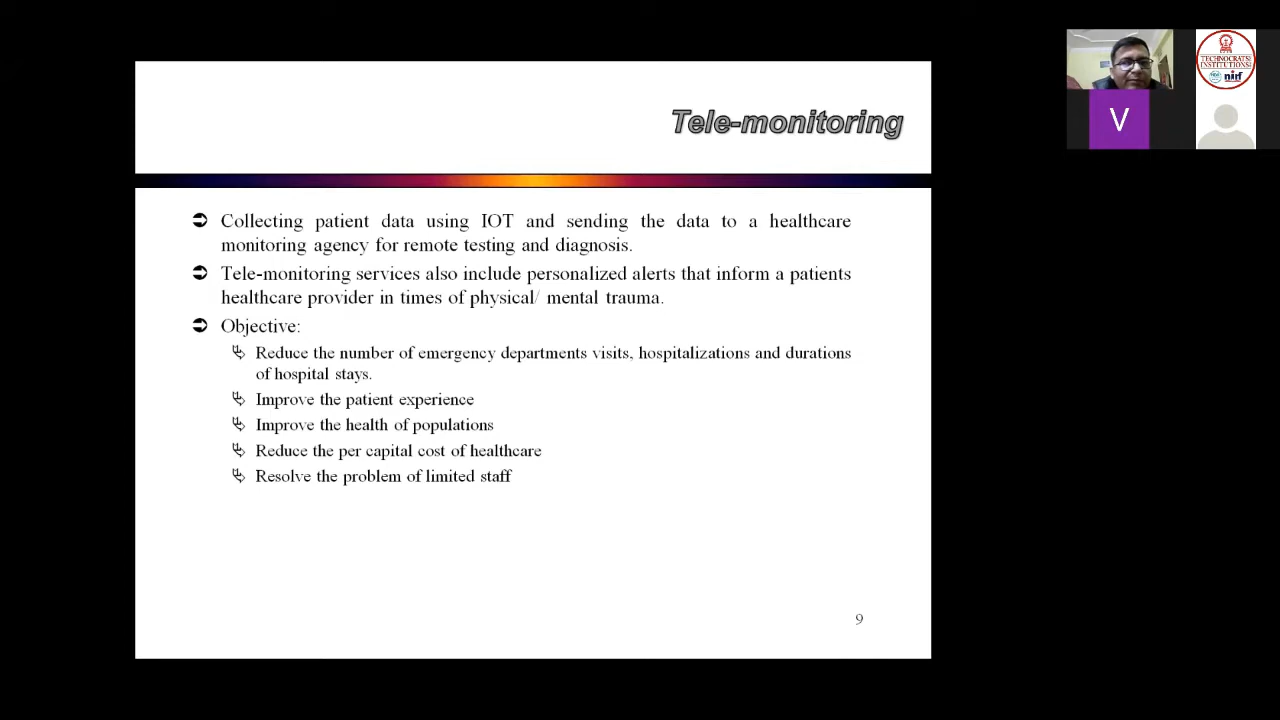 Tele-monitoring
Collecting patient data using IOT and sending the data to a healthcare
monitoring agency for remote testing and diagnosis.
Tele-monitoring services also include personalized alerts that inform a patients
healthcare provider in times of physical/ mental trauma.
Objective:
Reduce the number of emergency departments visits, hospitalizations and durations
of hospital stays.
Improve the patient experience
Improve the health of populations
Reduce the per capital cost of healthcare
Resolve the problem of limited staff
9
TECHNOCRATS
INSTITUTIONS
nirf
V